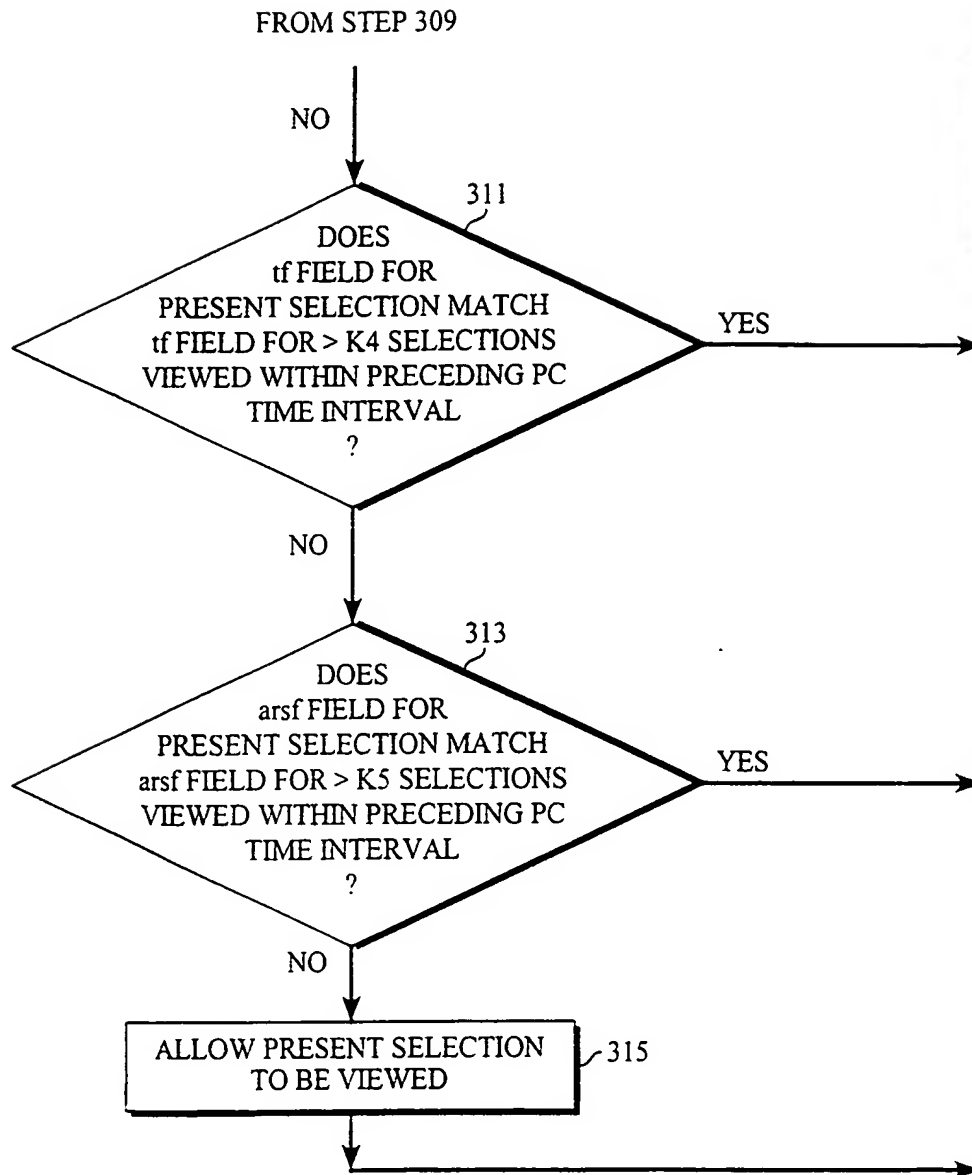 FROM STEP 309
NO
311
DOES
tf FIELD FOR
PRESENT SELECTION MATCH
tf FIELD FOR > K4 SELECTIONS
VIEWED WITHIN PRECEDING PC
TIME INTERVAL
?
YES
NO
313
DOES
arsf FIELD FOR
PRESENT SELECTION MATCH
arsf FIELD FOR > K5 SELECTIONS
VIEWED WITHIN PRECEDING PC
TIME INTERVAL
?
YES
NO
ALLOW PRESENT SELECTION
TO BE VIEWED
315